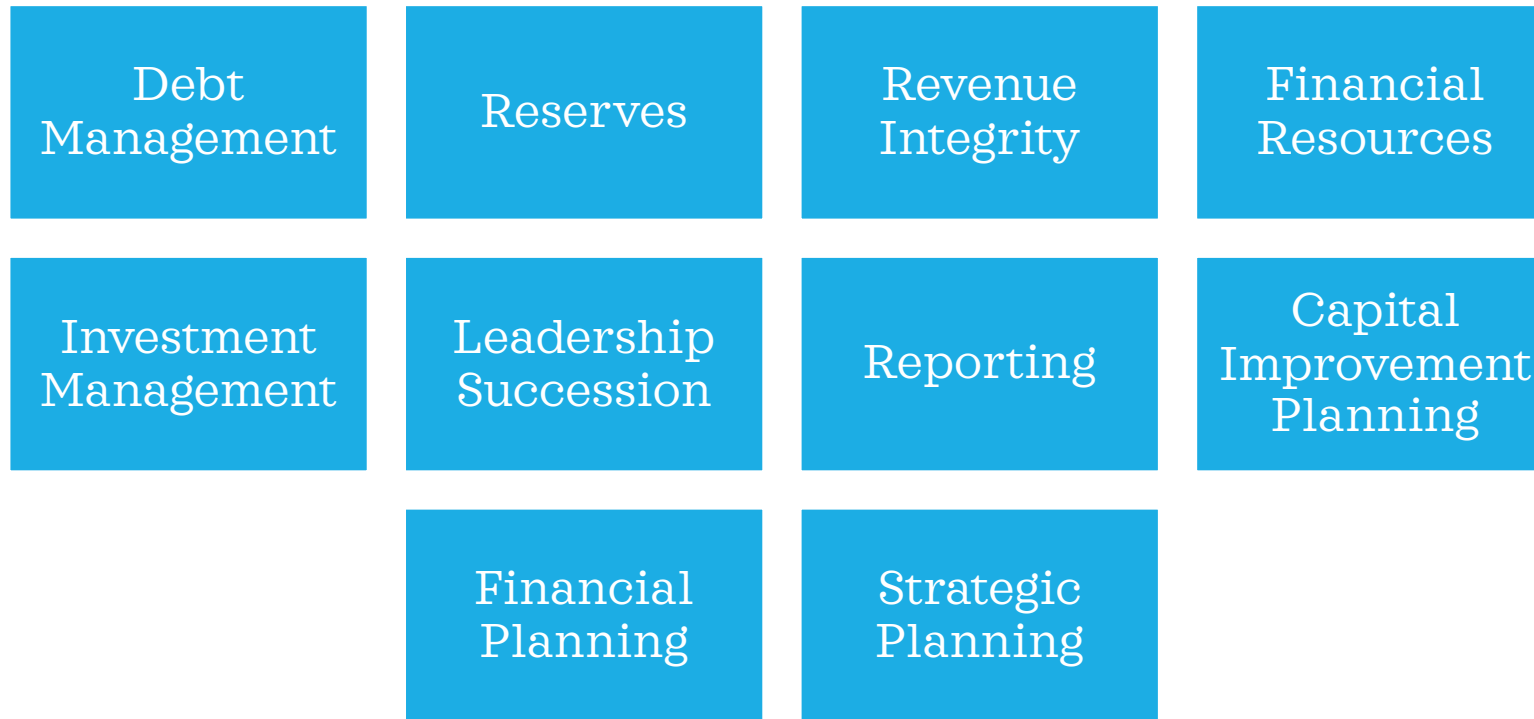 Debt
Management
Reserves
Revenue
Integrity
Financial
Resources
Investment
Management
Leadership
Succession
Reporting
Capital
Improvement
Planning
Financial
Planning
Strategic
Planning